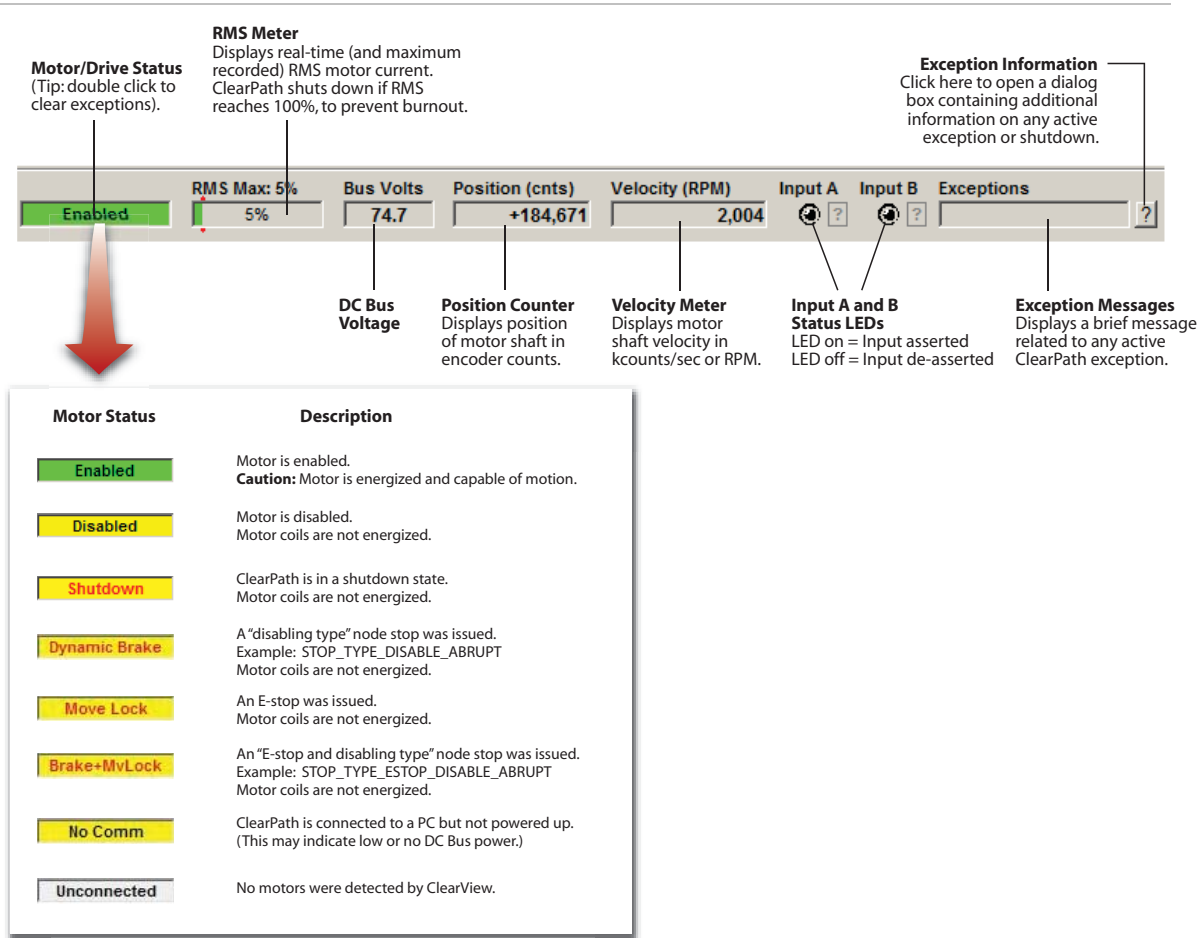 RMS Meter
Displays real-time (and maximum
recorded) RMS motor current.
ClearPath shuts down if RMS
reaches 100%, to prevent burnout.
Motor/Drive Status
(Tip: double click to
clear exceptions).
Exception Information
Click here to open a dialog
box containing additional
information on any active
exception or shutdown.
RMS Max: 5% Bus Volts Position (cnts) Velocity (RPM) Input A Input B Exceptions
Enabled 5% 74.7 +184,671 2,004 ? ? ?
DC Bus
Voltage
Position Counter
Displays position
of motor shaft in
encoder counts.
Velocity Meter
Displays motor
shaft velocity in
kcounts/sec or RPM.
Input A and B
Status LEDs
LED on = Input asserted
LED off = Input de-asserted
Exception Messages
Displays a brief message
related to any active
ClearPath exception.
Motor Status Description
Enabled
Motor is enabled.
Caution: Motor is energized and capable of motion.
Disabled
Motor is disabled.
Motor coils are not energized.
Shutdown
ClearPath is in a shutdown state.
Motor coils are not energized.
Dynamic Brake
A “disabling type” node stop was issued.
Example: STOP_TYPE_DISABLE_ABRUPT
Motor coils are not energized.
Move Lock
An E-stop was issued.
Motor coils are not energized.
Brake+MvLock
An “E-stop and disabling type” node stop was issued.
Example: STOP_TYPE_ESTOP_DISABLE_ABRUPT
Motor coils are not energized.
No Comm
ClearPath is connected to a PC but not powered up.
(This may indicate low or no DC Bus power.)
Unconnected
No motors were detected by ClearView.